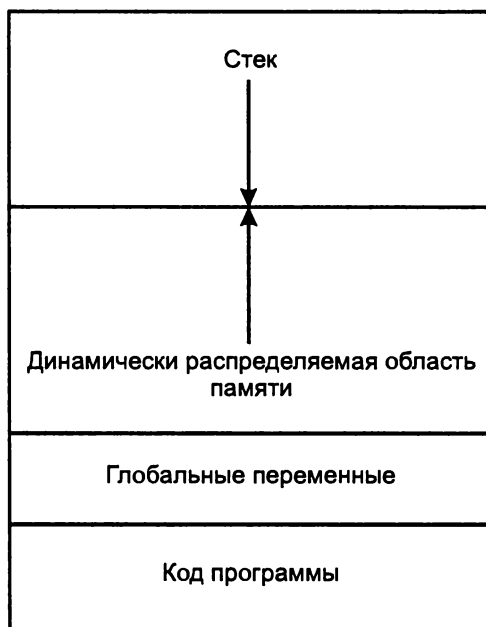 Стек
Динамически распределяемая область
памяти
Глобальные переменные
Код программы